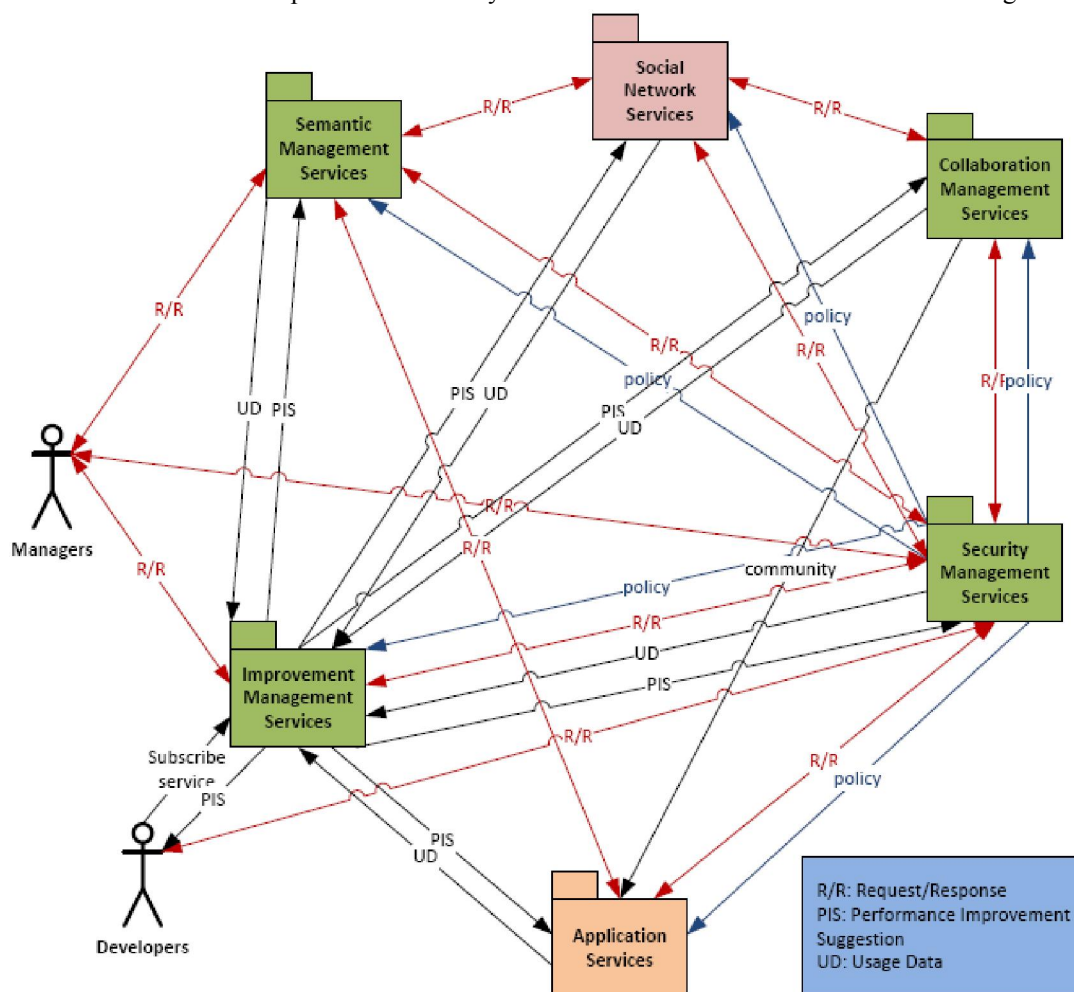 Social
Network
Services
Semantic
Management
Services
Collaboration
Management
Services
R/R
R/R
R/R
policy
R/R
R/R
policy
R/R
policy
UD
PIS
PIS
UD
PIS
UD
Managers
R/R
R/R
R/R
community
Security
Management
Services
policy
R/R
UD
PIS
Improvement
Management
Services
Subscribe
service
PIS
R/R
R/R
policy
PIS
UD
Developers
Application
Services
R/R: Request/Response
PIS: Performance Improvement
Suggestion
UD: Usage Data